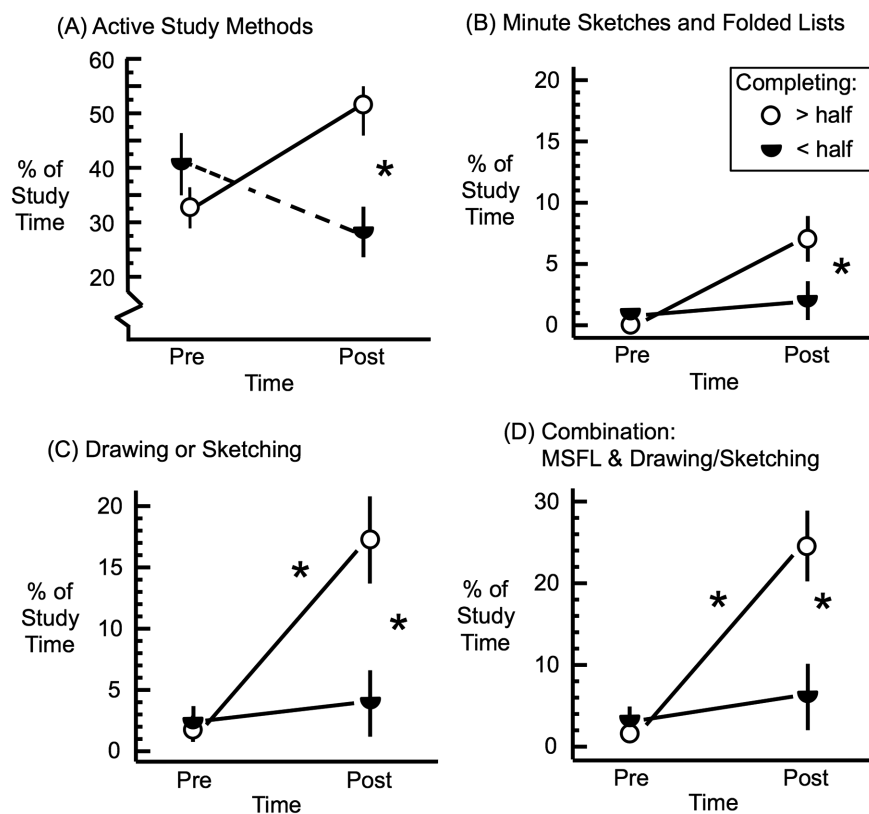 (A) Active Study Methods
60
50
40
30
20
% of
Study
Time
*
Pre
Post
Time
(B) Minute Sketches and Folded Lists
20
15
10
5
0
% of
Study
Time
Completing:
> half
< half
*
Pre
Post
Time
(C) Drawing or Sketching
20
15
10
5
0
% of
Study
Time
*
*
Pre
Post
Time
(D) Combination:
MSFL & Drawing/Sketching
30
20
10
0
% of
Study
Time
*
*
Pre
Post
Time